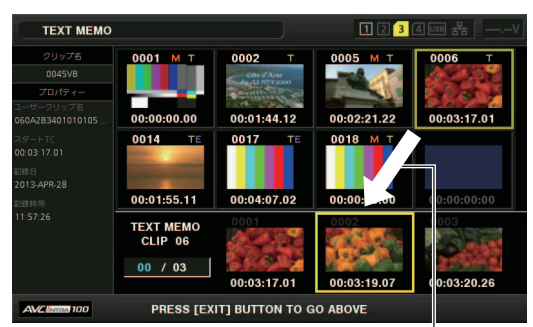 TEXT MEMO
1 2 3 4 USB --.--V
クリップ名
0045VB
プロパティー
ユーザークリップ名
060A2B3401010105 ...
スタートTC
00:03:17.01
記録日
2013-APR-28
記録時刻
11:57:26
0001 M T
00:00:00.00
0002 T
Côte d'Azur
00:01:44.12
0005 M T
00:02:21.22
0006 T
00:03:17.01
0014 TE
00:01:55.11
0017 TE
00:04:07.02
0018 M T
00:00:
00:00:00:00
TEXT MEMO
CLIP 06
00 / 03
0001
00:03:17.01
0002
00:03:19.07
0003
00:03:20.26
AVC INTRA 100
PRESS [EXIT] BUTTON TO GO ABOVE